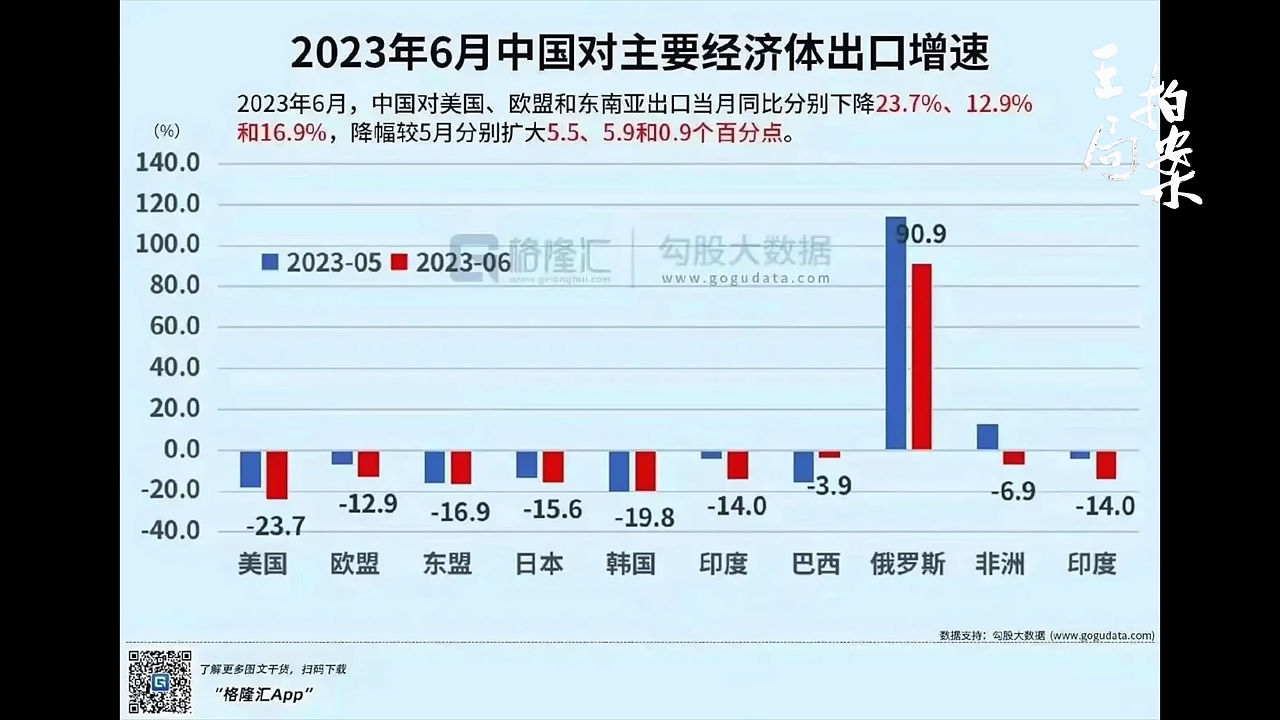 2023年6月中国对主要经济体出口增速
2023年6月，中国对美国、欧盟和东南亚出口当月同比分别下降23.7%、12.9%
和16.9%，降幅较5月分别扩大5.5、5.9和0.9个百分点。
王局拍案
（%）
140.0
120.0
100.0
80.0
60.0
40.0
20.0
0.0
-20.0
-40.0
2023-05 2023-06
格隆汇 勾股大数据
www.gelonghui.com www.gogudata.com
-23.7 -12.9 -16.9 -15.6 -19.8 -14.0 -3.9 90.9 -6.9 -14.0
美国 欧盟 东盟 日本 韩国 印度 巴西 俄罗斯 非洲 印度
数据支持：勾股大数据 (www.gogudata.com)
了解更多图文干货，扫码下载
“格隆汇App”